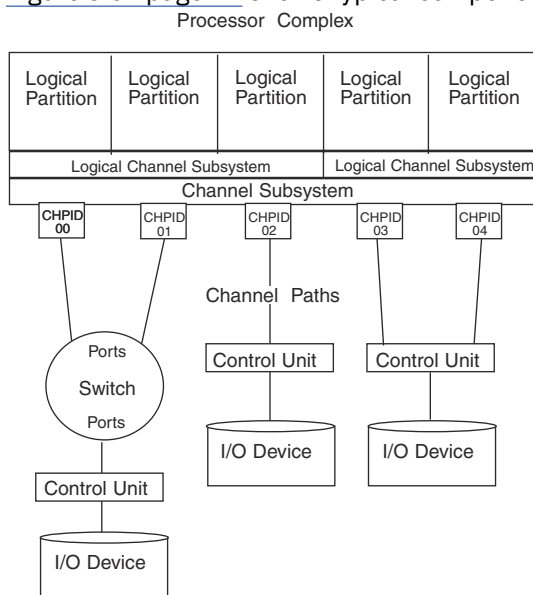 Processor Complex
Logical Partition
Logical Partition
Logical Partition
Logical Partition
Logical Partition
Logical Channel Subsystem
Logical Channel Subsystem
Channel Subsystem
CHPID 00
CHPID 01
CHPID 02
CHPID 03
CHPID 04
Channel Paths
Ports
Switch
Ports
Control Unit
Control Unit
Control Unit
I/O Device
I/O Device
I/O Device